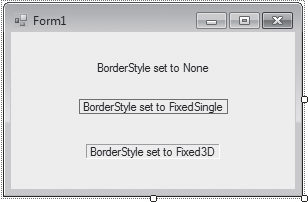 Form1
BorderStyle set to None
BorderStyle set to FixedSingle
BorderStyle set to Fixed3D